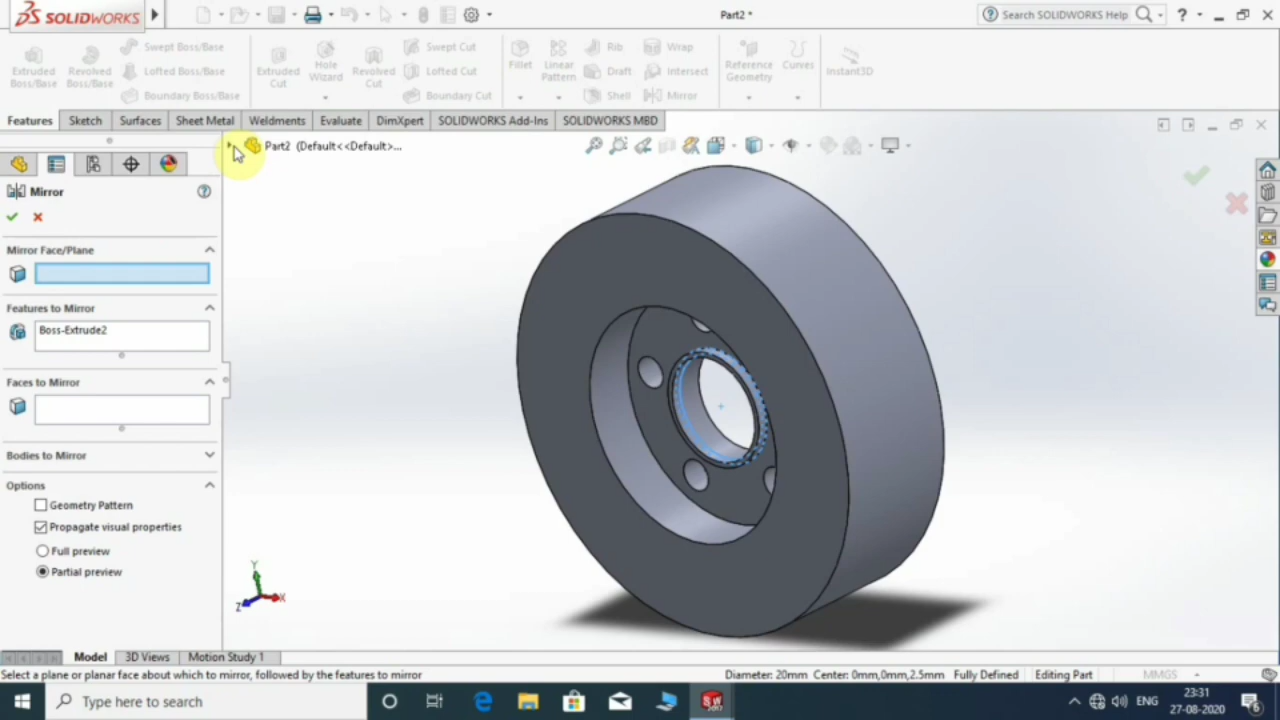 SOLIDWORKS
Part2 *
Search SOLIDWORKS Help
?
Extruded Boss/Base
Revolved Boss/Base
Swept Boss/Base
Lofted Boss/Base
Boundary Boss/Base
Extruded Cut
Hole Wizard
Revolved Cut
Swept Cut
Lofted Cut
Boundary Cut
Fillet
Linear Pattern
Rib
Draft
Shell
Wrap
Intersect
Mirror
Reference Geometry
Curves
Instant3D
Features
Sketch
Surfaces
Sheet Metal
Weldments
Evaluate
DimXpert
SOLIDWORKS Add-Ins
SOLIDWORKS MBD
Part2 (Default<<Default>...
Mirror
Mirror Face/Plane
Features to Mirror
Boss-Extrude2
Faces to Mirror
Bodies to Mirror
Options
Geometry Pattern
Propagate visual properties
Full preview
Partial preview
Y
X
Z
Model
3D Views
Motion Study 1
Select a plane or planar face about which to mirror, followed by the features to mirror
Diameter: 20mm Center: 0mm,0mm,2.5mm
Fully Defined
Editing Part
MMGS
Type here to search
SW
2017
ENG
23:31
27-08-2020
6